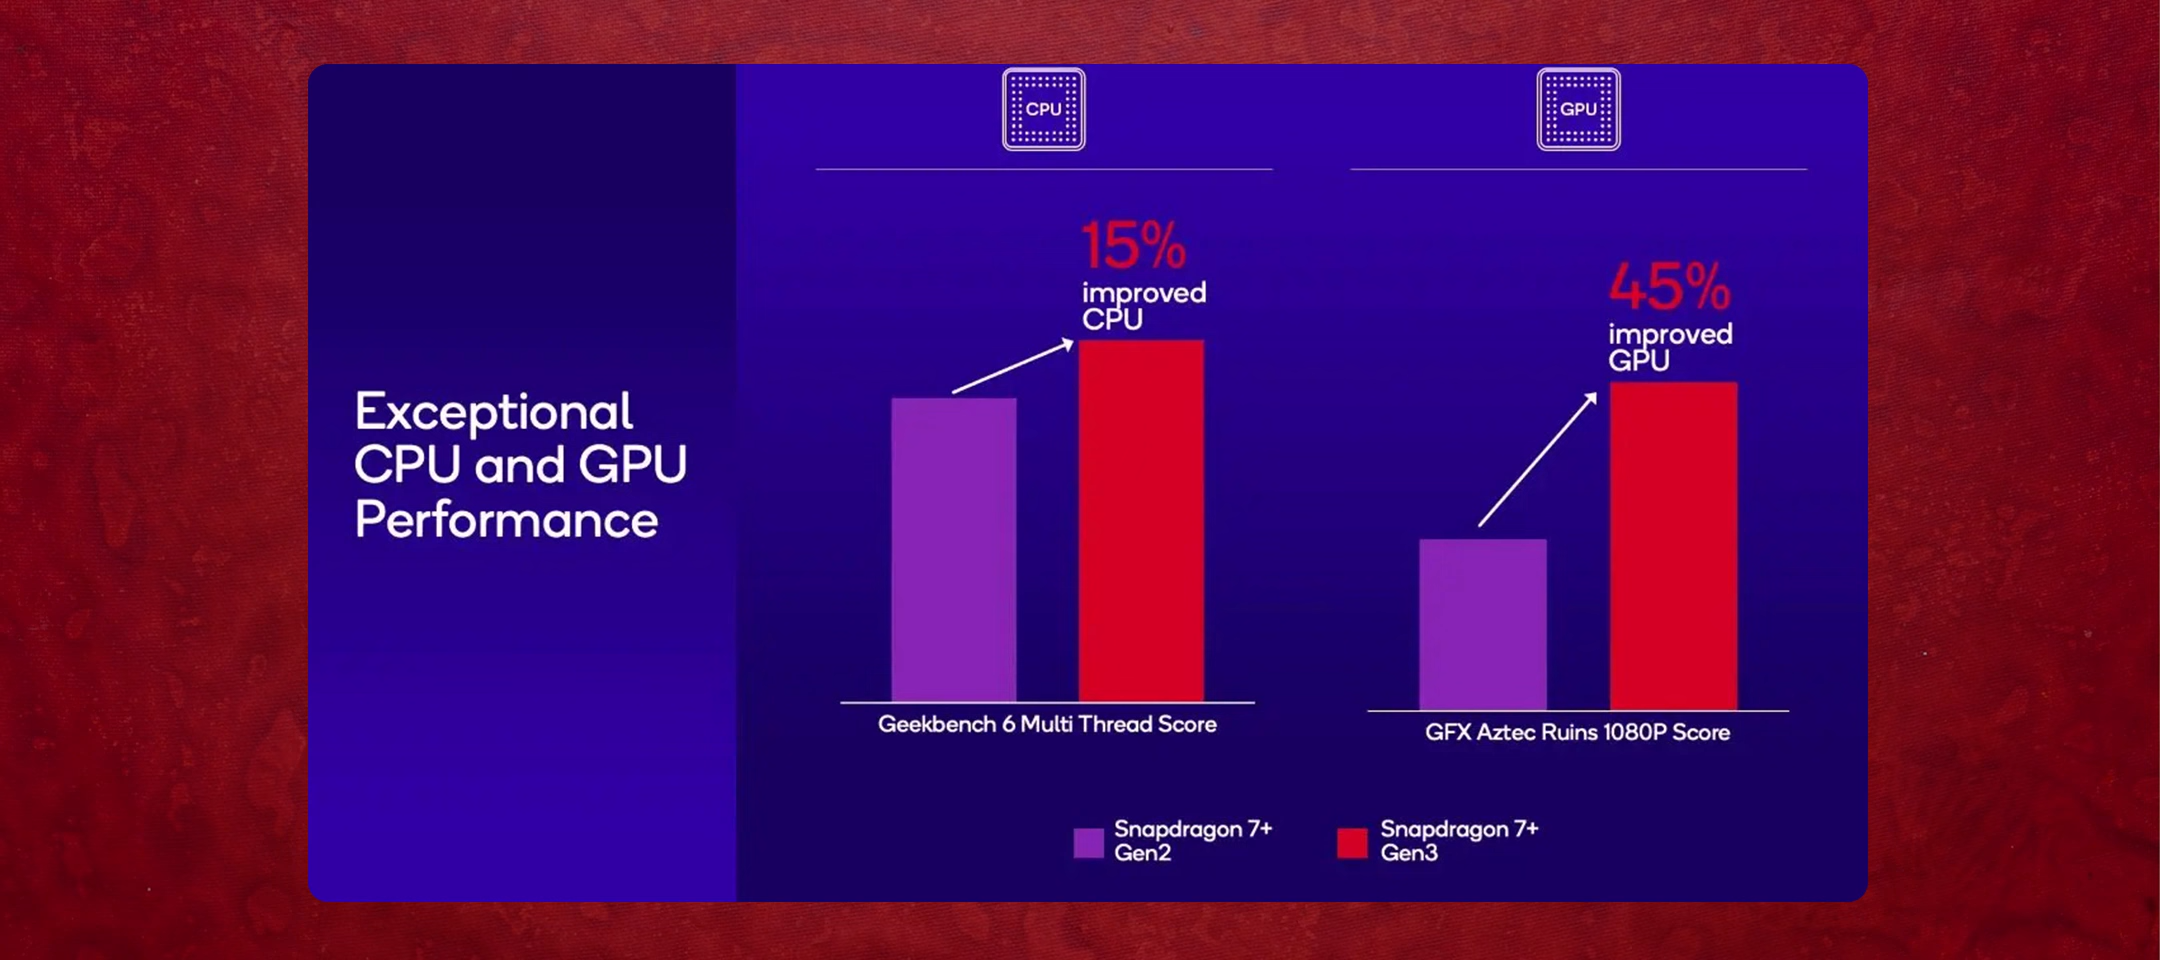 Exceptional
CPU and GPU
Performance
CPU
15%
improved
CPU
Geekbench 6 Multi Thread Score
GPU
45%
improved
GPU
GFX Aztec Ruins 1080P Score
Snapdragon 7+
Gen2
Snapdragon 7+
Gen3